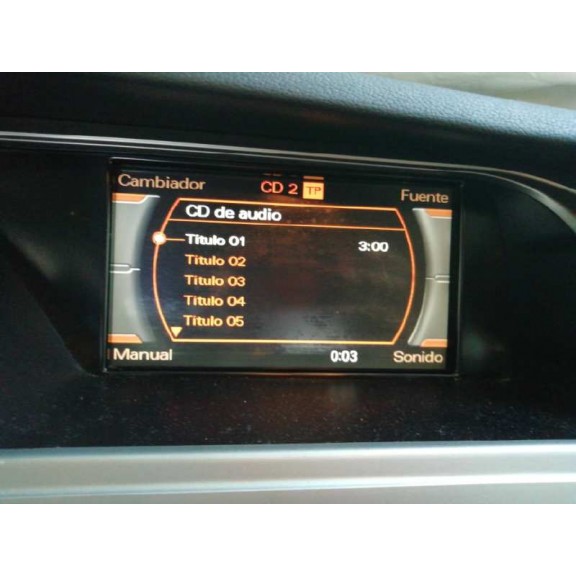 Cambiador CD 2 TP Fuente
CD de audio
Titulo 01 3:00
Titulo 02
Titulo 03
Titulo 04
Titulo 05
Manual 0:03 Sonido